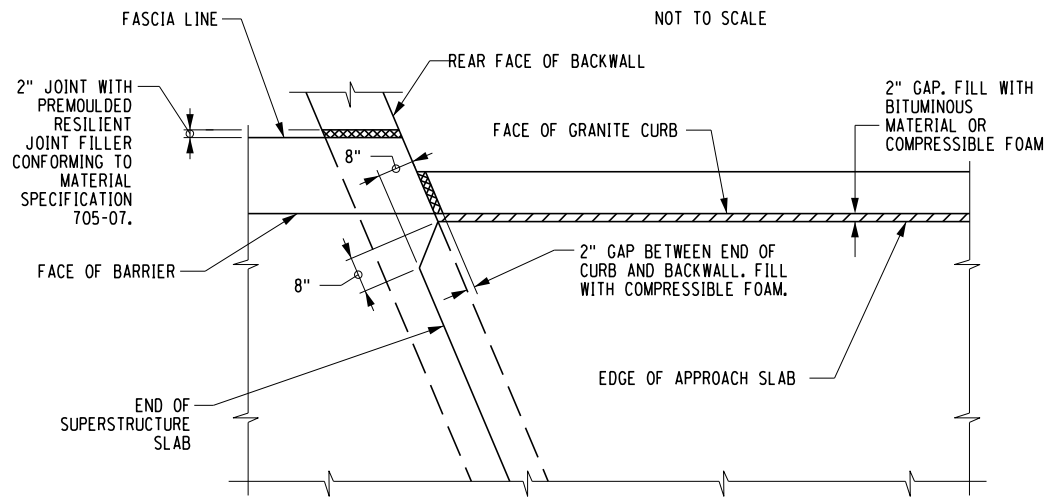 FASCIA LINE
NOT TO SCALE
REAR FACE OF BACKWALL
2" JOINT WITH
PREMOULDED
RESILIENT
JOINT FILLER
CONFORMING TO
MATERIAL
SPECIFICATION
705-07.
2" GAP. FILL WITH
BITUMINOUS
MATERIAL OR
COMPRESSIBLE FOAM
FACE OF GRANITE CURB
8"
FACE OF BARRIER
8"
2" GAP BETWEEN END OF
CURB AND BACKWALL. FILL
WITH COMPRESSIBLE FOAM.
EDGE OF APPROACH SLAB
END OF
SUPERSTRUCTURE
SLAB